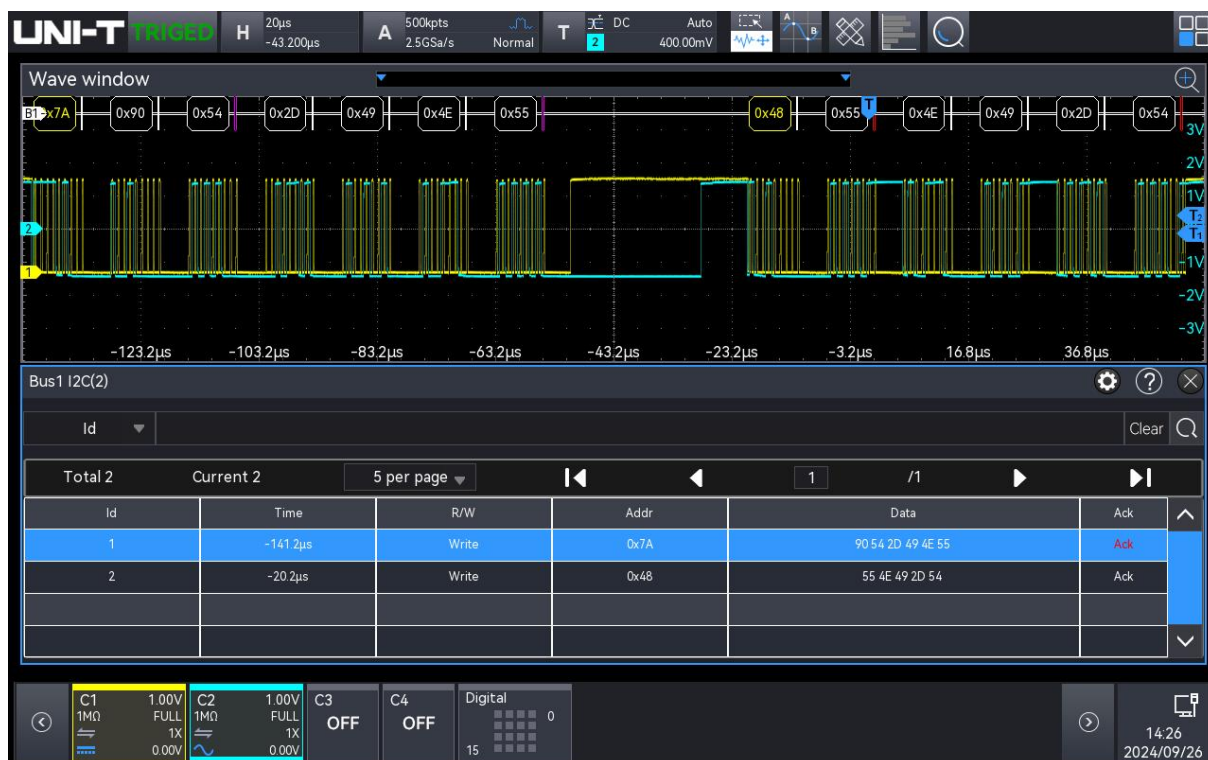 UNI-T TRIGED H 20µs -43.200µs A 500kpts 2.5GSa/s Normal T DC 2 Auto 400.00mV A B
Wave window
B1 0x7A 0x90 0x54 0x2D 0x49 0x4E 0x55 0x48 0x55 T 0x4E 0x49 0x2D 0x54
3V
2V
1V
T2
2
T1
1
-1V
-2V
-3V
-123.2µs -103.2µs -83.2µs -63.2µs -43.2µs -23.2µs -3.2µs 16.8µs 36.8µs
Bus1 I2C(2) ?
Id Clear
Total 2 Current 2 5 per page 1 /1
Id Time R/W Addr Data Ack
1 -141.2µs Write 0x7A 90 54 2D 49 4E 55 Ack
2 -20.2µs Write 0x48 55 4E 49 2D 54 Ack
C1 1.00V C2 1.00V C3 C4 Digital
1MΩ FULL 1MΩ FULL OFF OFF 0
1X 1X
0.00V 0.00V 15
14:26
2024/09/26